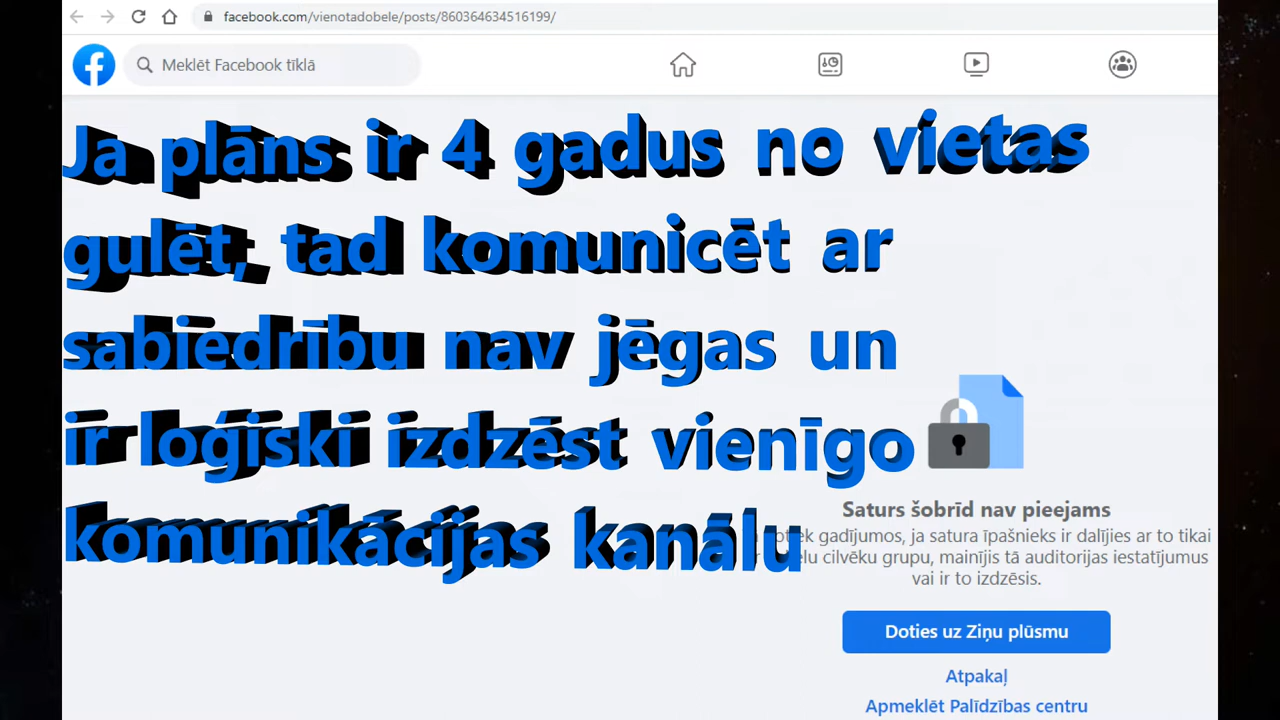 facebook.com/vienotadobele/posts/860364634516199/
Meklēt Facebook tīklā
Ja plāns ir 4 gadus no vietas
gulēt, tad komunicēt ar
sabiedrību nav jēgas un
ir loģiski izdzēst vienīgo
komunikācijas kanālu
Saturs šobrīd nav pieejams
gadījumos, ja satura īpašnieks ir dalījies ar to tikai
cilvēku grupu, mainījis tā auditorijas iestatījumus
vai ir to izdzēsis.
Doties uz Ziņu plūsmu
Atpakaļ
Apmeklēt Palīdzības centru